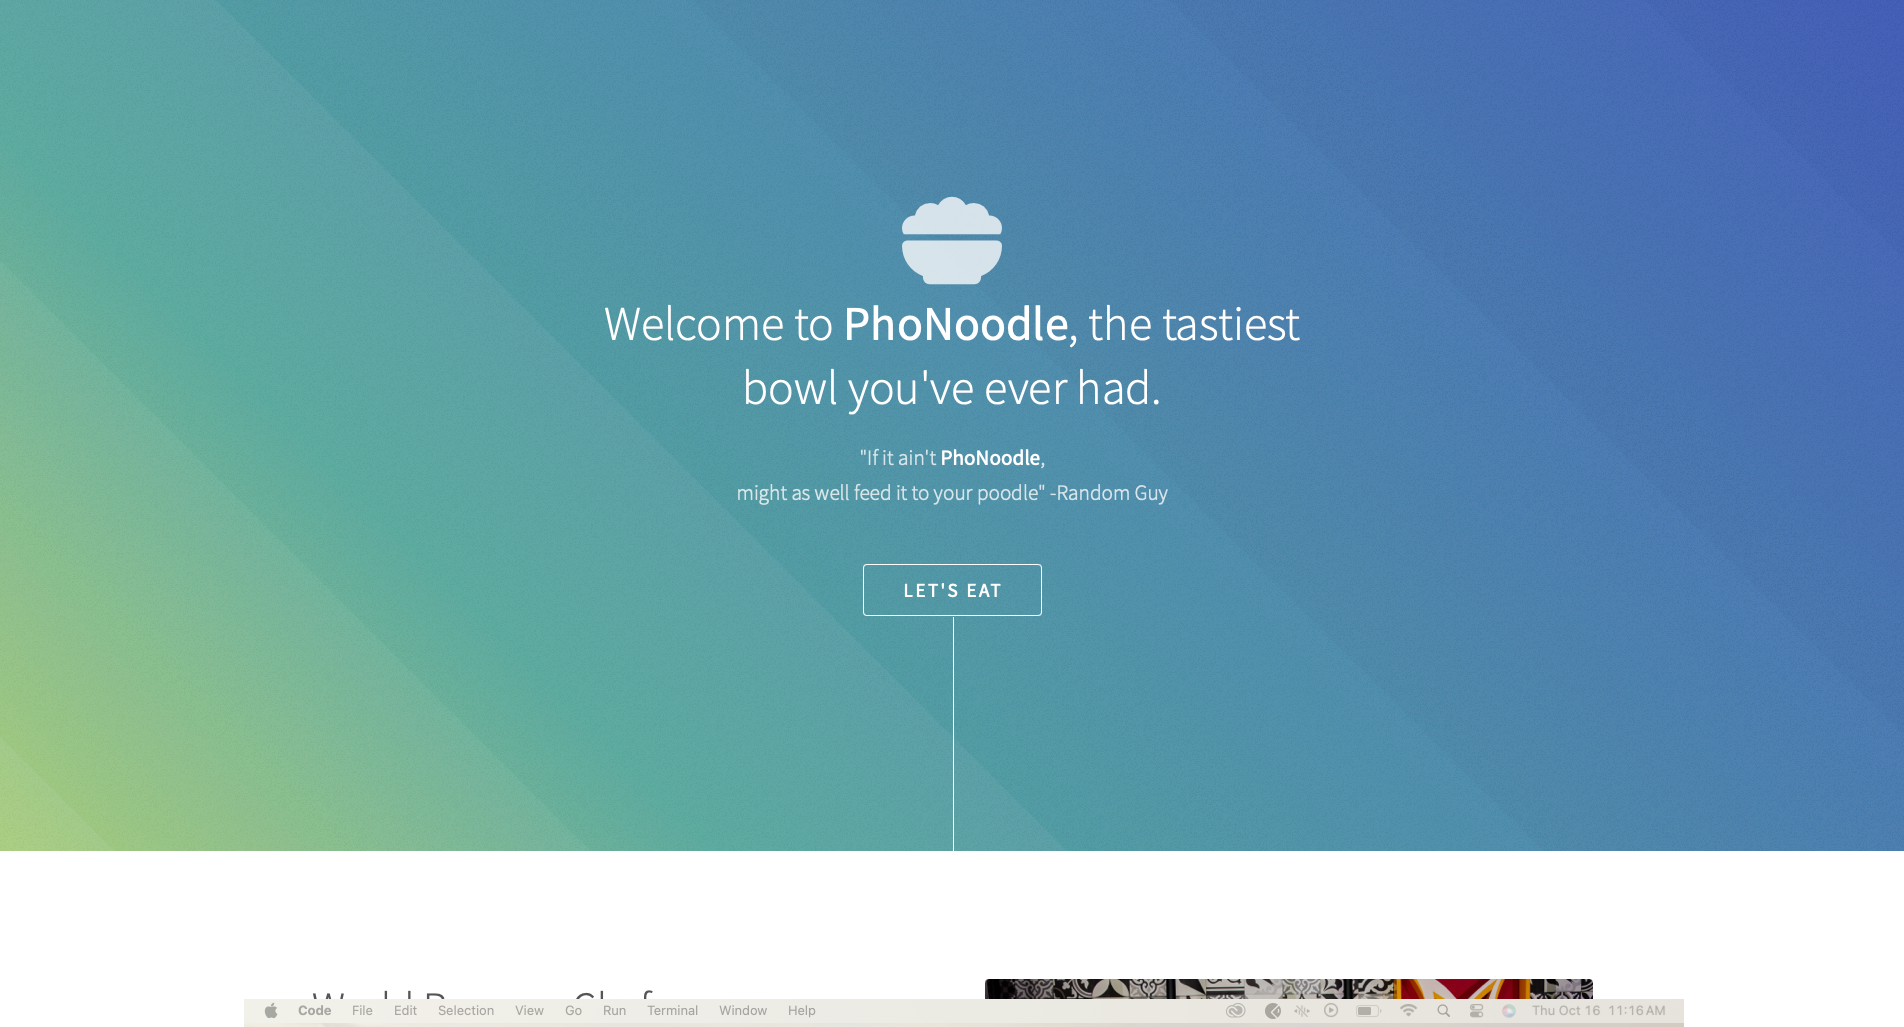 Welcome to PhoNoodle, the tastiest
bowl you've ever had.
"If it ain't PhoNoodle,
might as well feed it to your poodle" -Random Guy
LET'S EAT
Code File Edit Selection View Go Run Terminal Window Help Thu Oct 16 11:16 AM